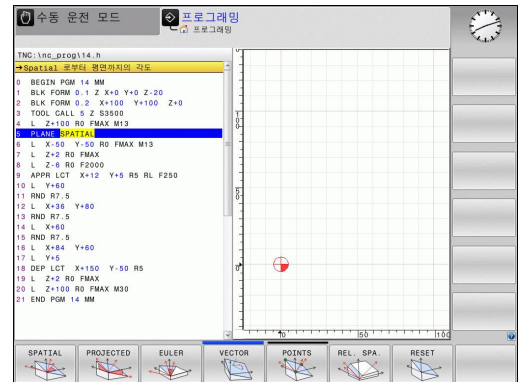 수동 운전 모드
프로그래밍
프로그래밍
TNC:\nc_prog\14.h
→Spatial 로부터 평면까지의 각도
0 BEGIN PGM 14 MM
1 BLK FORM 0.1 Z X+0 Y+0 Z-20
2 BLK FORM 0.2 X+100 Y+100 Z+0
3 TOOL CALL 5 Z S3500
4 L Z+100 R0 FMAX M13
5 PLANE SPATIAL
6 L X-50 Y-50 R0 FMAX M13
7 L Z+2 R0 FMAX
8 L Z-6 R0 F2000
9 APPR LCT X+12 Y+5 R5 RL F250
10 L Y+60
11 RND R7.5
12 L X+36 Y+80
13 RND R7.5
14 L X+60
15 RND R7.5
16 L X+84 Y+60
17 L Y+5
18 DEP LCT X+150 Y-50 R5
19 L Z+2 R0 FMAX
20 L Z+100 R0 FMAX M30
21 END PGM 14 MM
0 50 100
SPATIAL PROJECTED EULER VECTOR POINTS REL. SPA. RESET